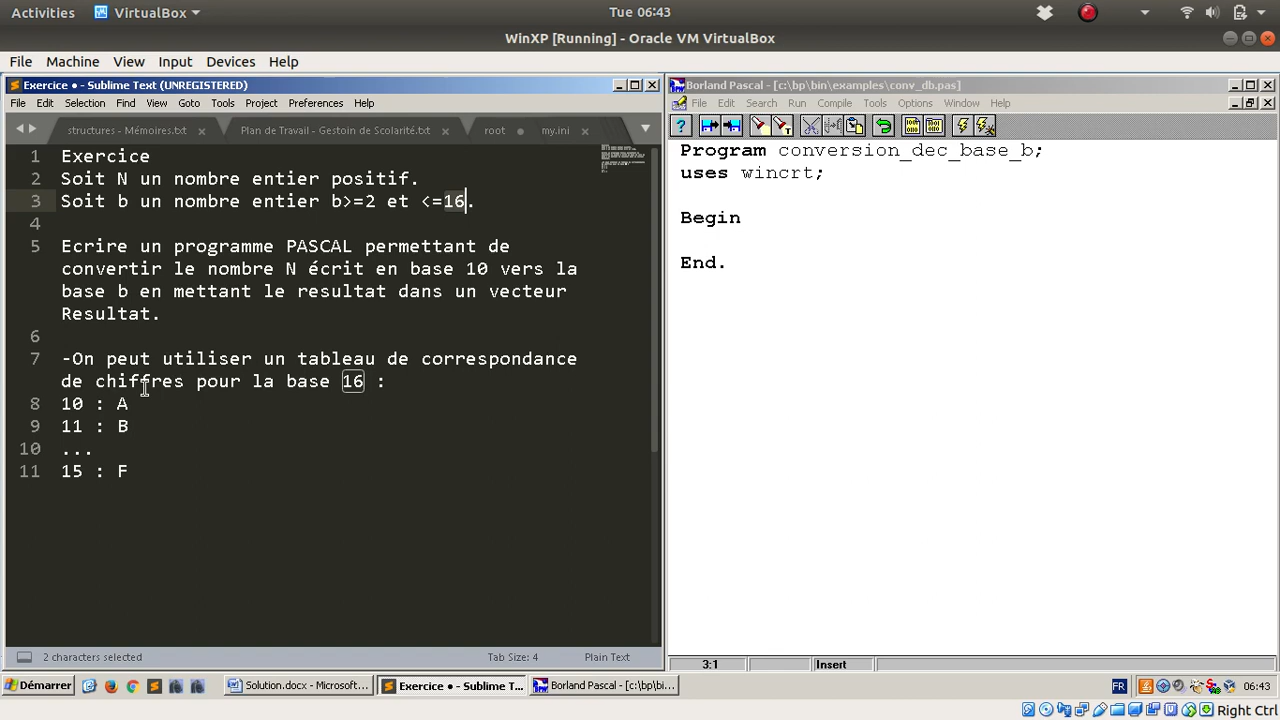 Activities VirtualBox Tue 06:43
WinXP [Running] - Oracle VM VirtualBox
File Machine View Input Devices Help
Exercice • - Sublime Text (UNREGISTERED)
File Edit Selection Find View Goto Tools Project Preferences Help
structures - Mémoires.txt Plan de Travail - Gestoin de Scolarité.txt root my.ini
1 Exercice
2 Soit N un nombre entier positif.
3 Soit b un nombre entier b>=2 et <=16.
4
5 Ecrire un programme PASCAL permettant de
convertir le nombre N écrit en base 10 vers la
base b en mettant le resultat dans un vecteur
Resultat.
6
7 -On peut utiliser un tableau de correspondance
de chiffres pour la base 16 :
8 10 : A
9 11 : B
10 ...
11 15 : F
2 characters selected Tab Size: 4 Plain Text
Borland Pascal - [c:\bp\bin\examples\conv_db.pas]
File Edit Search Run Compile Tools Options Window Help
Program conversion_dec_base_b;
uses wincrt;
Begin
End.
3:1 Insert
Démarrer Solution.docx - Microsoft... Exercice • - Sublime T... Borland Pascal - [c:\bp\bi... FR 06:43
Right Ctrl